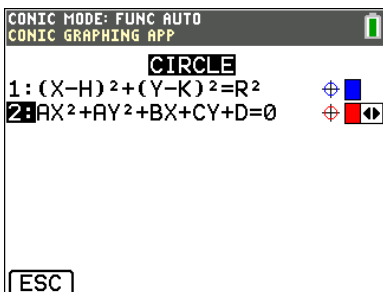 CONIC MODE: FUNC AUTO
CONIC GRAPHING APP
CIRCLE
1:(X-H)²+(Y-K)²=R²
2:AX²+AY²+BX+CY+D=0
ESC